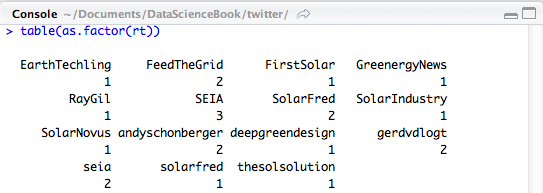 Console ~/Documents/DataScienceBook/twitter/
> table(as.factor(rt))
EarthTechling FeedTheGrid FirstSolar GreenergyNews
1 2 1 1
RayGil SEIA SolarFred SolarIndustry
1 3 2 1
SolarNovus andyschonberger deepgreendesign gerdvdlogt
1 2 1 2
seia solarfred thesolsolution
2 1 1